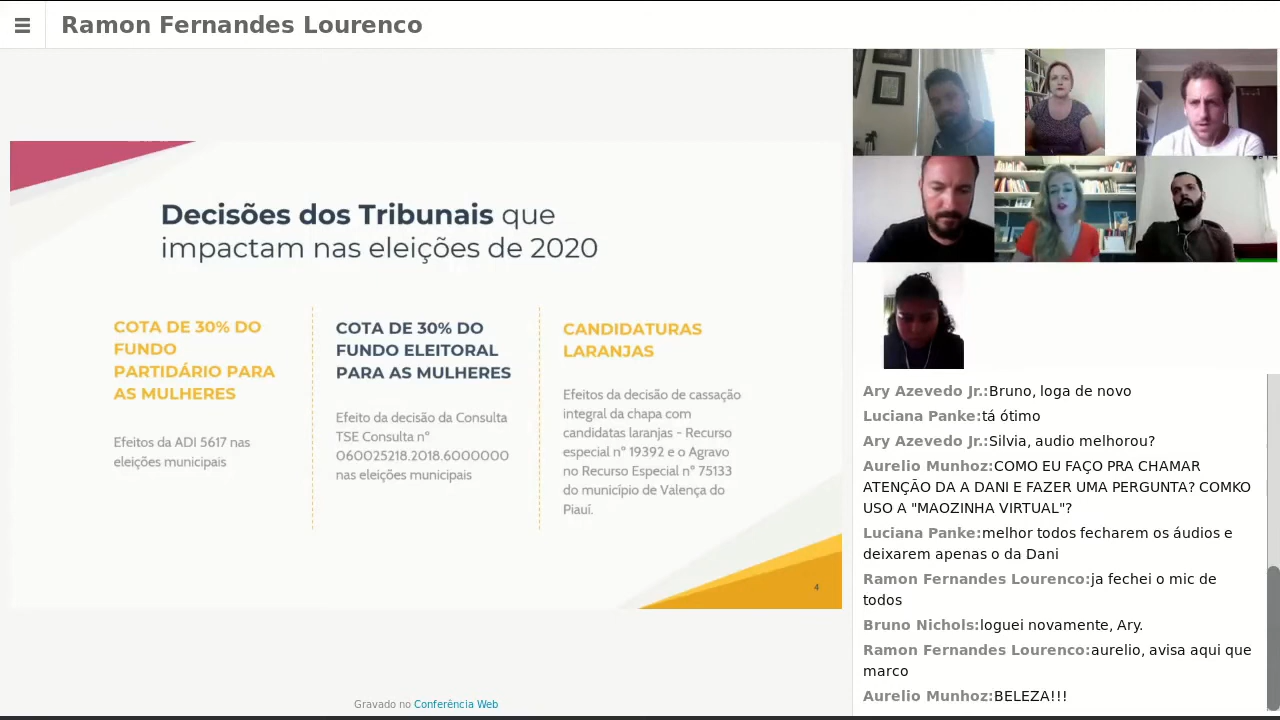 Ramon Fernandes Lourenco
Decisões dos Tribunais que
impactam nas eleições de 2020
COTA DE 30% DO
FUNDO
PARTIDÁRIO PARA
AS MULHERES
Efeitos da ADI 5617 nas
eleições municipais
COTA DE 30% DO
FUNDO ELEITORAL
PARA AS MULHERES
Efeito da decisão da Consulta
TSE Consulta nº
060025218.2018.6000000
nas eleições municipais
CANDIDATURAS
LARANJAS
Efeitos da decisão de cassação
integral da chapa com
candidatas laranjas - Recurso
especial nº 19392 e o Agravo
no Recurso Especial nº 75133
do município de Valença do
Piauí.
4
Gravado no Conferência Web
Ary Azevedo Jr.:Bruno, loga de novo
Luciana Panke:tá ótimo
Ary Azevedo Jr.:Silvia, audio melhorou?
Aurelio Munhoz:COMO EU FAÇO PRA CHAMAR
ATENÇÃO DA A DANI E FAZER UMA PERGUNTA? COMKO
USO A "MAOZINHA VIRTUAL"?
Luciana Panke:melhor todos fecharem os áudios e
deixarem apenas o da Dani
Ramon Fernandes Lourenco:ja fechei o mic de
todos
Bruno Nichols:loguei novamente, Ary.
Ramon Fernandes Lourenco:aurelio, avisa aqui que
marco
Aurelio Munhoz:BELEZA!!!